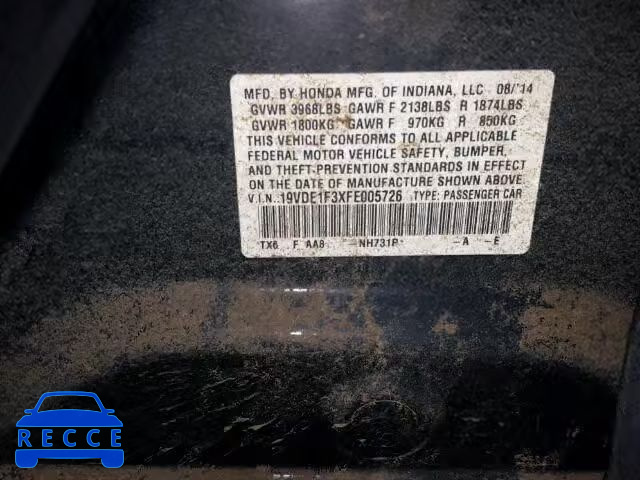 MFD. BY HONDA MFG. OF INDIANA, LLC 08/'14
GVWR 3968LBS GAWR F 2138LBS R 1874LBS
GVWR 1800KG GAWR F 970KG R 850KG
THIS VEHICLE CONFORMS TO ALL APPLICABLE
FEDERAL MOTOR VEHICLE SAFETY, BUMPER,
AND THEFT-PREVENTION STANDARDS IN EFFECT
ON THE DATE OF MANUFACTURE SHOWN ABOVE.
V.I.N.: 19VDE1F3XFE005726 TYPE: PASSENGER CAR
TX6 F AA8 NH731P -A -E
RECCE